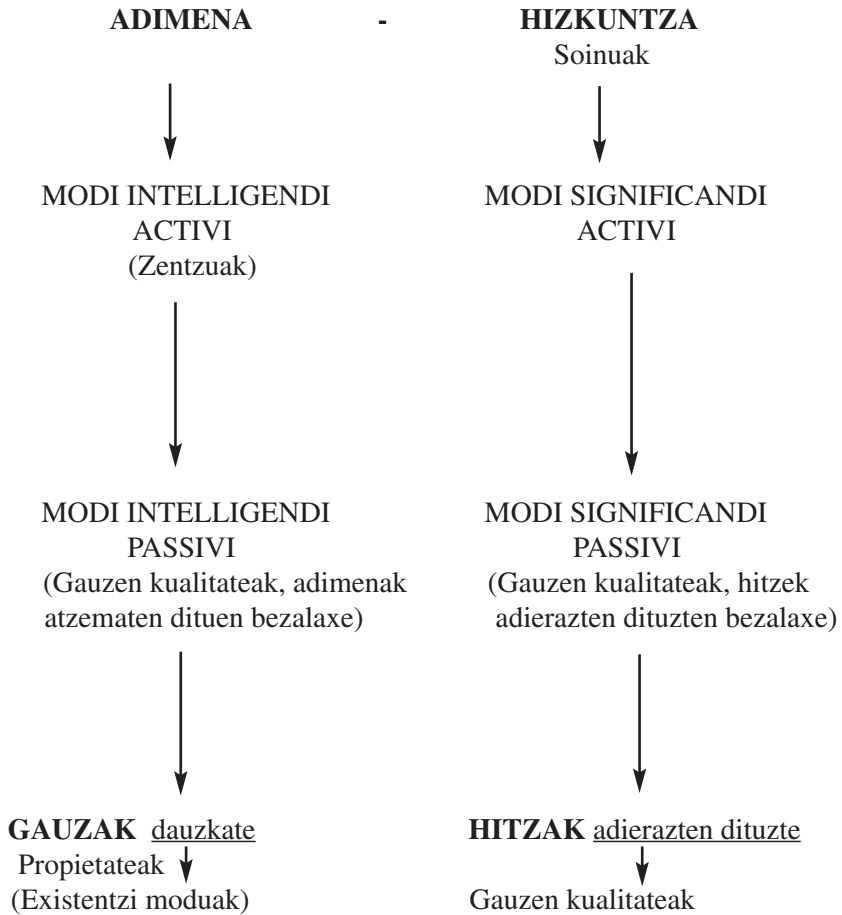 ADIMENA - HIZKUNTZA
Soinuak
MODI INTELLIGENDI
ACTIVI
(Zentzuak)
MODI SIGNIFICANDI
ACTIVI
MODI INTELLIGENDI
PASSIVI
(Gauzen kualitateak, adimenak
atzematen dituen bezalaxe)
MODI SIGNIFICANDI
PASSIVI
(Gauzen kualitateak, hitzek
adierazten dituzten bezalaxe)
GAUZAK dauzkate
Propietateak
(Existentzi moduak)
HITZAK adierazten dituzte
Gauzen kualitateak